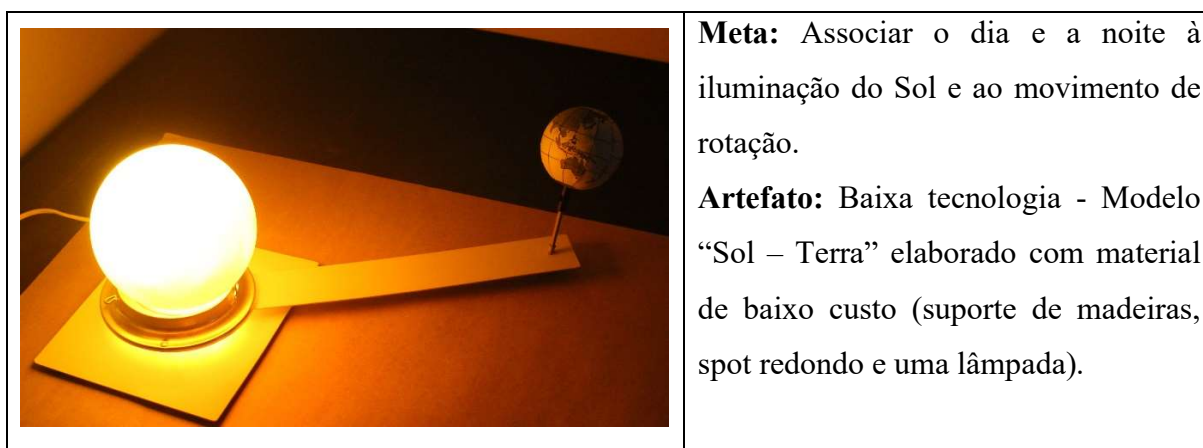 Meta: Associar o dia e a noite à
iluminação do Sol e ao movimento de
rotação.
Artefato: Baixa tecnologia - Modelo
“Sol – Terra” elaborado com material
de baixo custo (suporte de madeiras,
spot redondo e uma lâmpada).